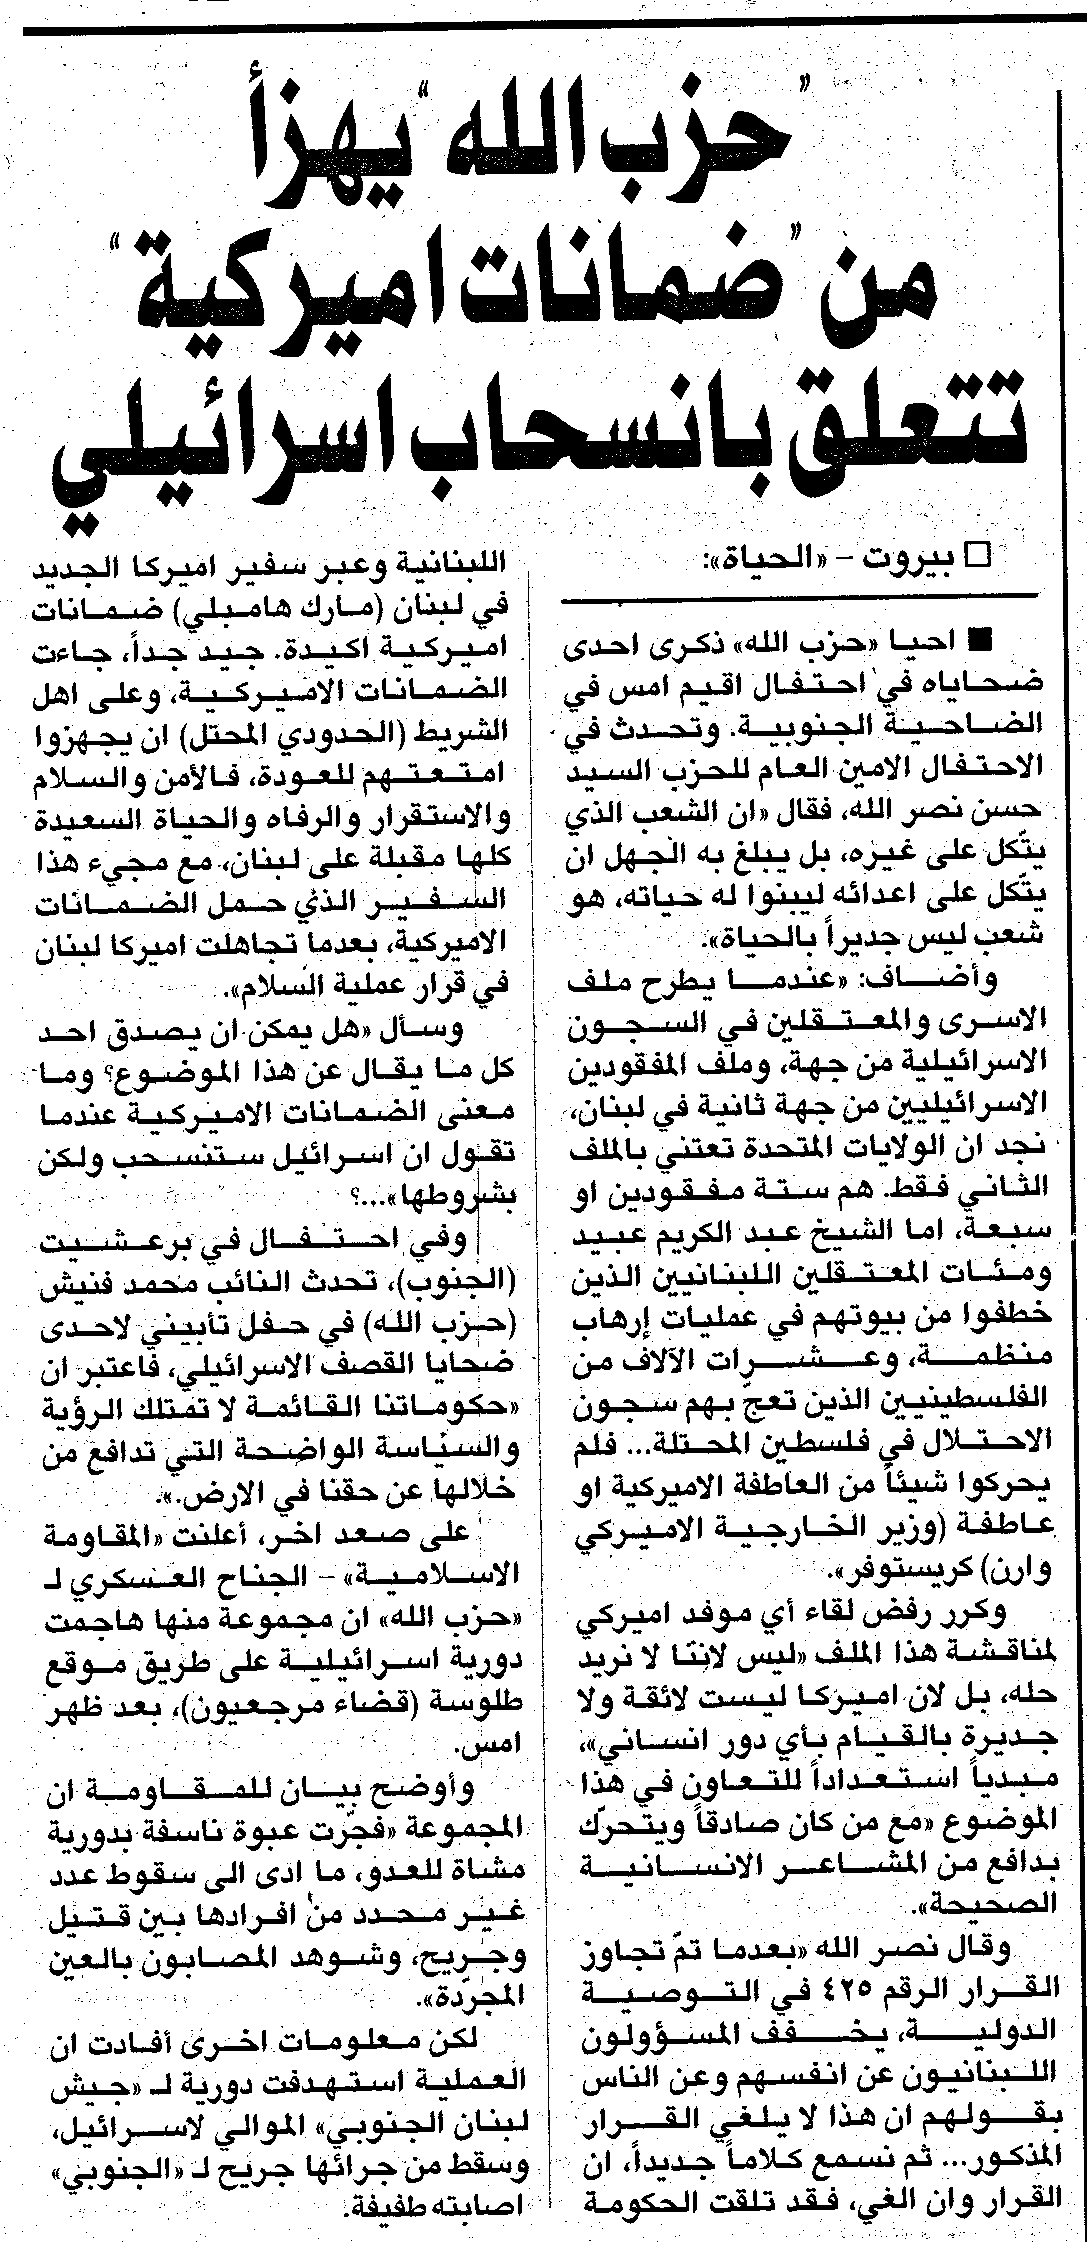 "حزب الله" يهزأ
من "ضمانات اميركية"
تتعلق بانسحاب اسرائيلي
□ بيروت – «الحياة»:
■ احيا «حزب الله» ذكرى احدى
ضحاياه في احتفال اقيم امس في
الضاحية الجنوبية. وتحدث في
الاحتفال الامين العام للحزب السيد
حسن نصر الله، فقال «ان الشعب الذي
يتّكل على غيره، بل يبلغ به الجهل ان
يتّكل على اعدائه ليبنوا له حياته، هو
شعب ليس جديراً بالحياة».
وأضاف: «عندما يطرح ملف
الاسرى والمعتقلين في السجون
الاسرائيلية من جهة، وملف المفقودين
الاسرائيليين من جهة ثانية في لبنان،
نجد ان الولايات المتحدة تعتني بالملف
الثاني فقط. هم ستة مفقودين او
سبعة، اما الشيخ عبد الكريم عبيد
ومئات المعتقلين اللبنانيين الذين
خطفوا من بيوتهم في عمليات إرهاب
منظمة، وعشرات الآلاف من
الفلسطينيين الذين تعجّ بهم سجون
الاحتلال في فلسطين المحتلة... فلم
يحركوا شيئاً من العاطفة الاميركية او
عاطفة (وزير الخارجية الاميركي
وارن) كريستوفر».
وكرر رفض لقاء أي موفد اميركي
لمناقشة هذا الملف «ليس لاننا لا نريد
حله، بل لان اميركا ليست لائقة ولا
جديرة بالقيام بأي دور انساني»،
مبدياً استعداداً للتعاون في هذا
الموضوع «مع من كان صادقاً ويتحرّك
بدافع من المشاعر الانسانية
الصحيحة».
وقال نصر الله «بعدما تمّ تجاوز
القرار الرقم ٤٢٥ في التوصية
الدولية، يخفف المسؤولون
اللبنانيون عن انفسهم وعن الناس
بقولهم ان هذا لا يلغي القرار
المذكور... ثم نسمع كلاماً جديداً، ان
القرار وان الغي، فقد تلقت الحكومة
اللبنانية وعبر سفير اميركا الجديد
في لبنان (مارك هامبلي) ضمانات
اميركية اكيدة. جيد جداً، جاءت
الضمانات الاميركية، وعلى اهل
الشريط (الحدودي المحتل) ان يجهزوا
امتعتهم للعودة، فالأمن والسلام
والاستقرار والرفاه والحياة السعيدة
كلها مقبلة على لبنان، مع مجيء هذا
السفير الذي حمل الضمانات
الاميركية، بعدما تجاهلت اميركا لبنان
في قرار عملية السلام».
وسأل «هل يمكن ان يصدق احد
كل ما يقال عن هذا الموضوع؟ وما
معنى الضمانات الاميركية عندما
تقول ان اسرائيل ستنسحب ولكن
بشروطها»...؟
وفي احتفال في برعشيت
(الجنوب)، تحدث النائب محمد فنيش
(حزب الله) في حفل تأبيني لاحدى
ضحايا القصف الاسرائيلي، فاعتبر ان
«حكوماتنا القائمة لا تمتلك الرؤية
والسياسة الواضحة التي تدافع من
خلالها عن حقنا في الارض.».
على صعد اخر، أعلنت «المقاومة
الاسلامية» – الجناح العسكري لـ
«حزب الله» ان مجموعة منها هاجمت
دورية اسرائيلية على طريق موقع
طلوسة (قضاء مرجعيون)، بعد ظهر
امس.
وأوضح بيان للمقاومة ان
المجموعة «فجّرت عبوة ناسفة بدورية
مشاة للعدو، ما ادى الى سقوط عدد
غير محدد من افرادها بين قتيل
وجريح، وشوهد المصابون بالعين
المجرّدة».
لكن معلومات اخرى أفادت ان
العملية استهدفت دورية لـ «جيش
لبنان الجنوبي» الموالي لاسرائيل،
وسقط من جرائها جريح لـ «الجنوبي»
اصابته طفيفة.